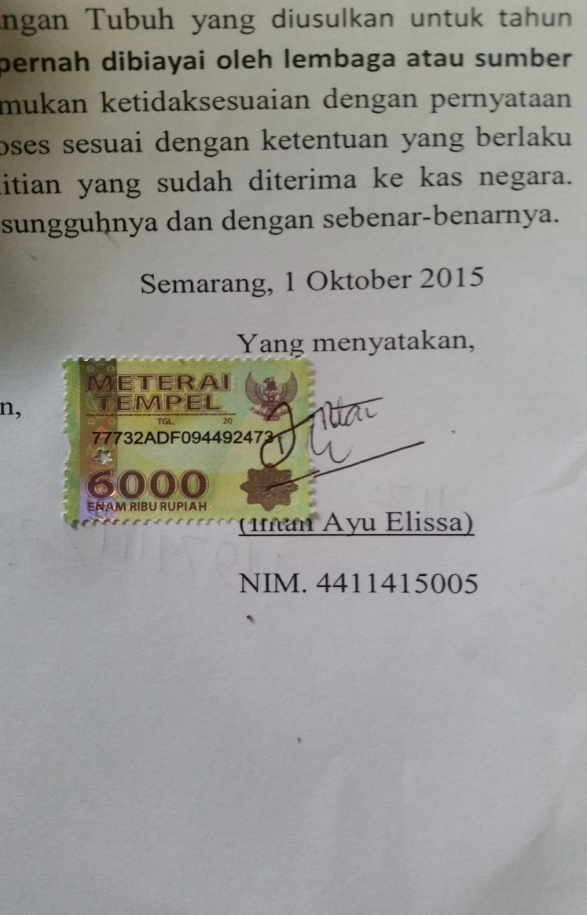 ngan Tubuh yang diusulkan untuk tahun
pernah dibiayai oleh lembaga atau sumber
mukan ketidaksesuaian dengan pernyataan
oses sesuai dengan ketentuan yang berlaku
itian yang sudah diterima ke kas negara.
sungguhnya dan dengan sebenar-benarnya.
Semarang, 1 Oktober 2015
Yang menyatakan,
n,
METERAI
TEMPEL
TGL. 20
77732ADF094492473
6000
ENAM RIBU RUPIAH
(Intan Ayu Elissa)
NIM. 4411415005